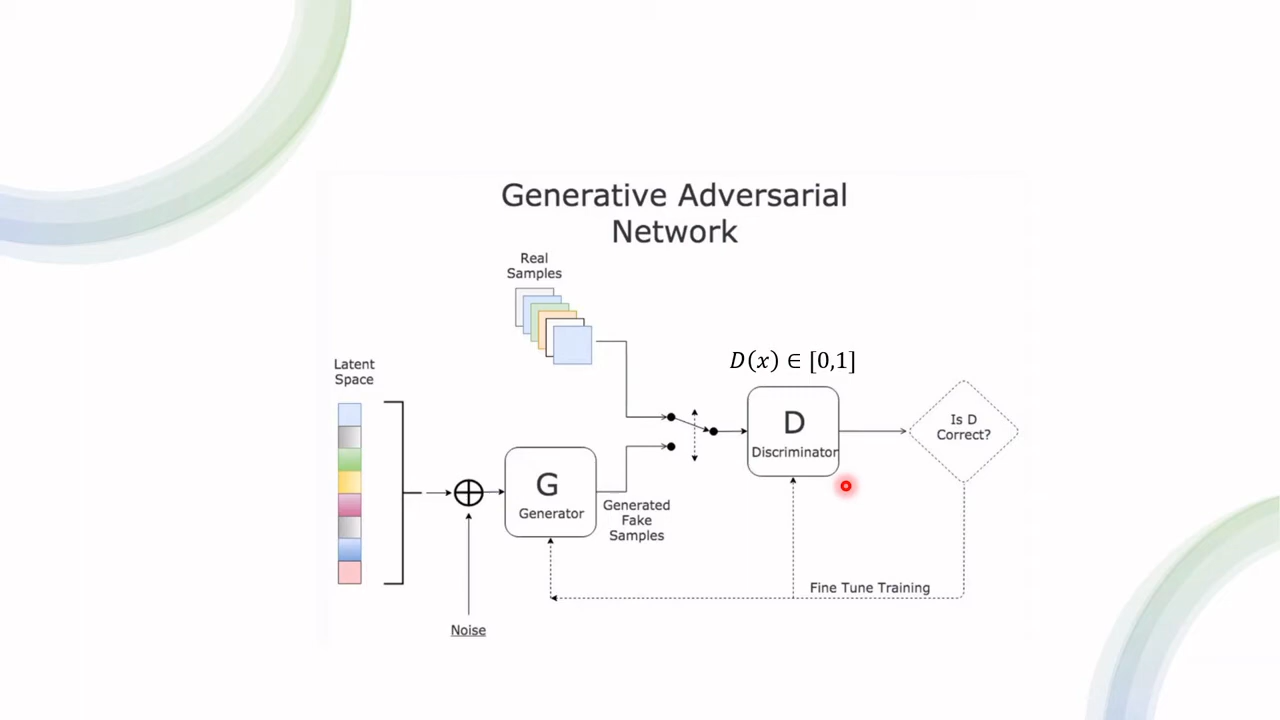 Generative Adversarial
Network
Real
Samples
D(x) ∈ [0,1]
Latent
Space
D
Discriminator
Is D
Correct?
G
Generator
Generated
Fake
Samples
Fine Tune Training
Noise